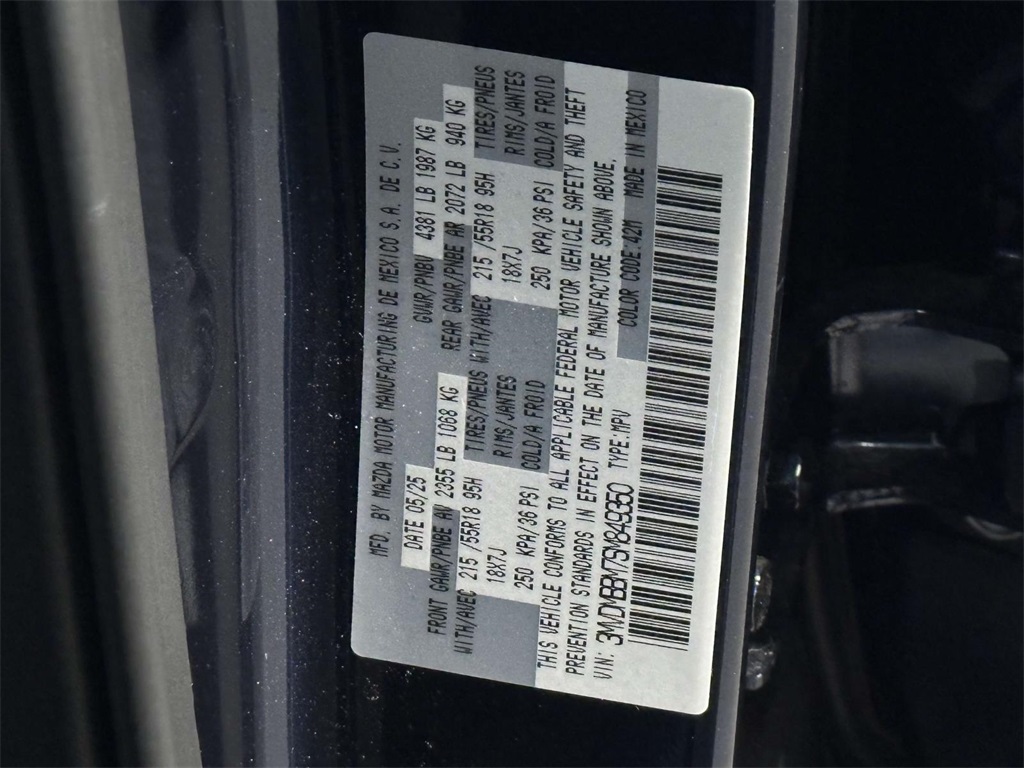 MFD. BY MAZDA MOTOR MANUFACTURING DE MEXICO S.A. DE C.V.
DATE 05/25 GVWR/PNBV 4381 LB 1987 KG
FRONT GAWR/PNBE AV 2355 LB 1068 KG REAR GAWR/PNBE AR 2072 LB 940 KG
WITH/AVEC 215 /55R18 95H TIRES/PNEUS WITH/AVEC 215 /55R18 95H TIRES/PNEUS
18X7J RIMS/JANTES 18X7J RIMS/JANTES
250 KPA/36 PSI COLD/A FROID 250 KPA/36 PSI COLD/A FROID
THIS VEHICLE CONFORMS TO ALL APPLICABLE FEDERAL MOTOR VEHICLE SAFETY AND THEFT
PREVENTION STANDARDS IN EFFECT ON THE DATE OF MANUFACTURE SHOWN ABOVE.
VIN: 3MVDMBBM7SM849350 TYPE:MPV COLOR CODE:42M MADE IN MEXICO